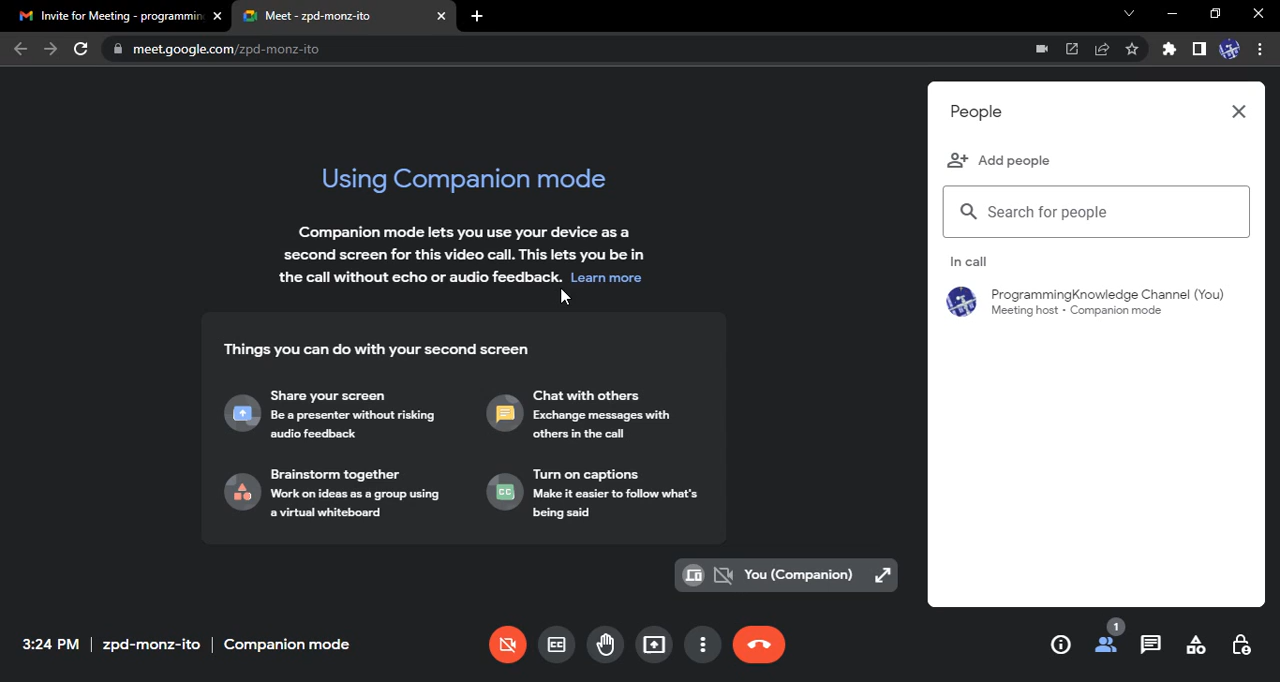 Invite for Meeting - programmin
Meet - zpd-monz-ito
meet.google.com/zpd-monz-ito
Using Companion mode
Companion mode lets you use your device as a
second screen for this video call. This lets you be in
the call without echo or audio feedback. Learn more
Things you can do with your second screen
Share your screen
Be a presenter without risking
audio feedback
Chat with others
Exchange messages with
others in the call
Brainstorm together
Work on ideas as a group using
a virtual whiteboard
Turn on captions
CC
Make it easier to follow what's
being said
You (Companion)
People
Add people
Search for people
In call
ProgrammingKnowledge Channel (You)
Meeting host • Companion mode
3:24 PM | zpd-monz-ito | Companion mode
CC
1